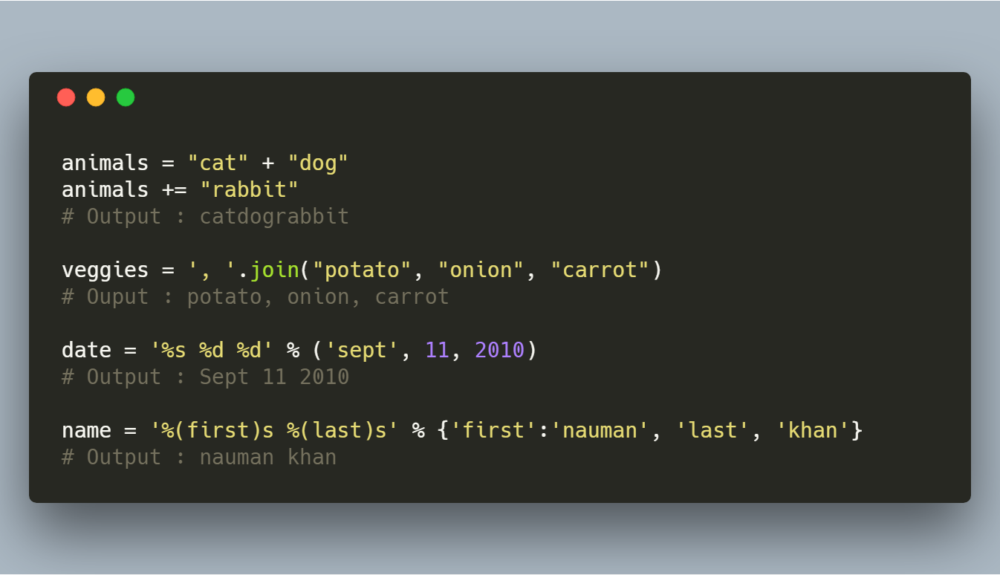 animals = "cat" + "dog"
animals += "rabbit"
# Output : catdograbbit
veggies = ', '.join("potato", "onion", "carrot")
# Ouput : potato, onion, carrot
date = '%s %d %d' % ('sept', 11, 2010)
# Output : Sept 11 2010
name = '%(first)s %(last)s' % {'first':'nauman', 'last', 'khan'}
# Output : nauman khan